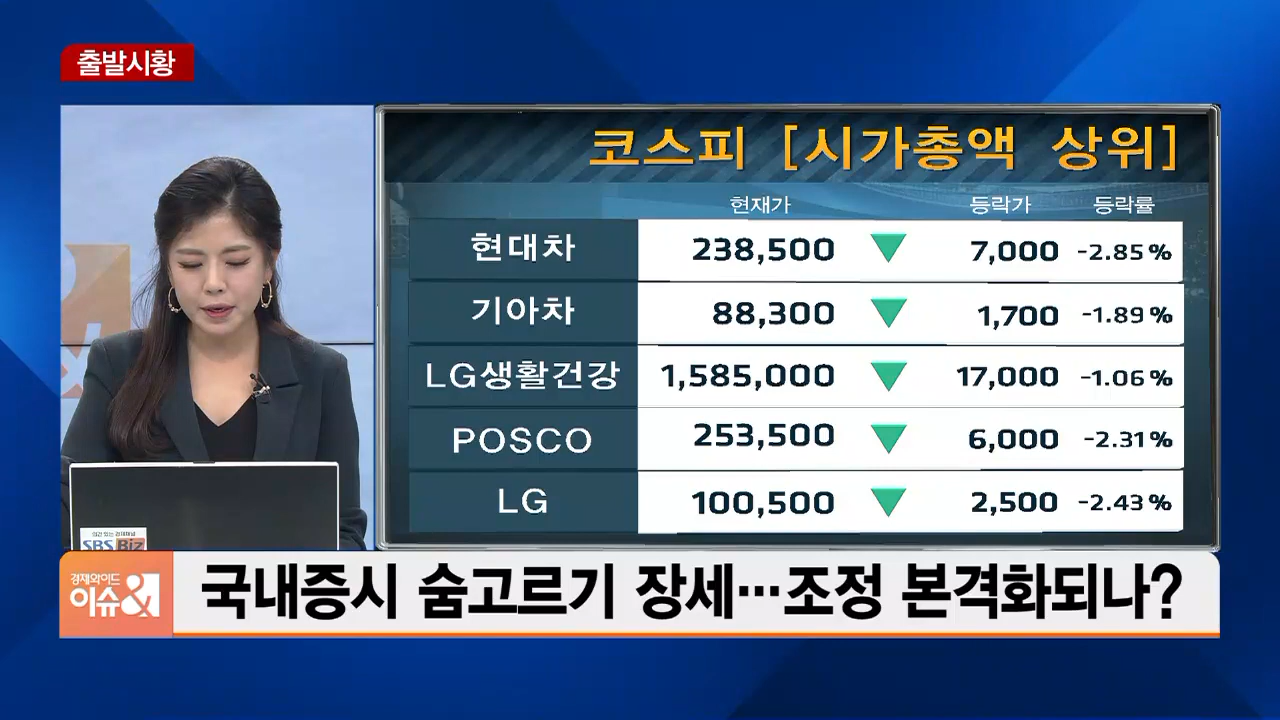 출발시황
코스피 [시가총액 상위]
현재가 등락가 등락률
현대차 238,500 ▼ 7,000 -2.85%
기아차 88,300 ▼ 1,700 -1.89%
LG생활건강 1,585,000 ▼ 17,000 -1.06%
POSCO 253,500 ▼ 6,000 -2.31%
LG 100,500 ▼ 2,500 -2.43%
SBS Biz
경제와이드
이슈&
국내증시 숨고르기 장세…조정 본격화되나?